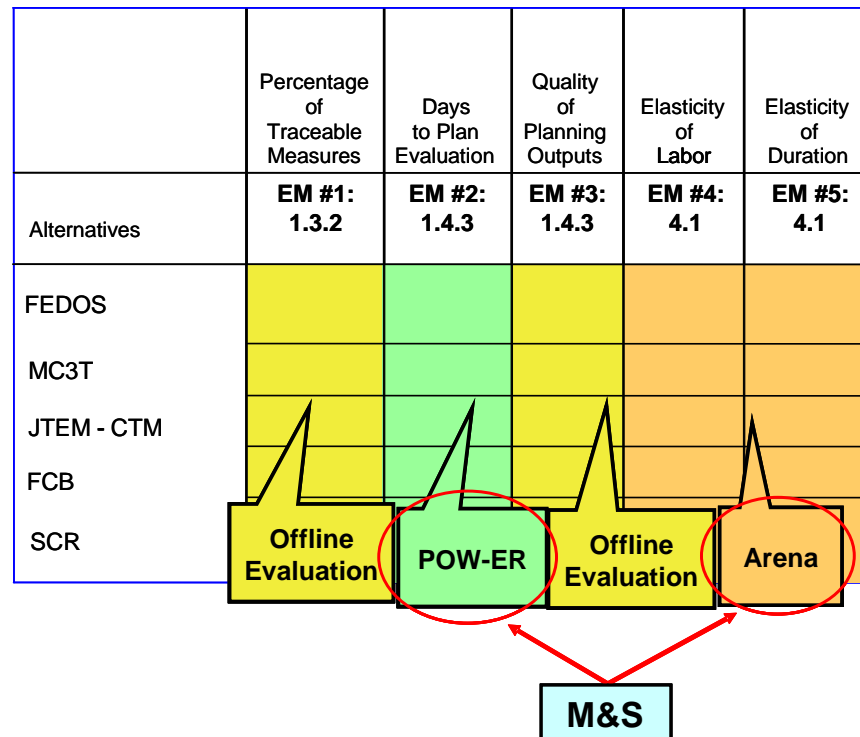 Percentage
of
Traceable
Measures
Days
to Plan
Evaluation
Quality
of
Planning
Outputs
Elasticity
of
Labor
Elasticity
of
Duration
Alternatives
EM #1:
1.3.2
EM #2:
1.4.3
EM #3:
1.4.3
EM #4:
4.1
EM #5:
4.1
FEDOS
MC3T
JTEM - CTM
FCB
SCR
Offline
Evaluation
POW-ER
Offline
Evaluation
Arena
M&S